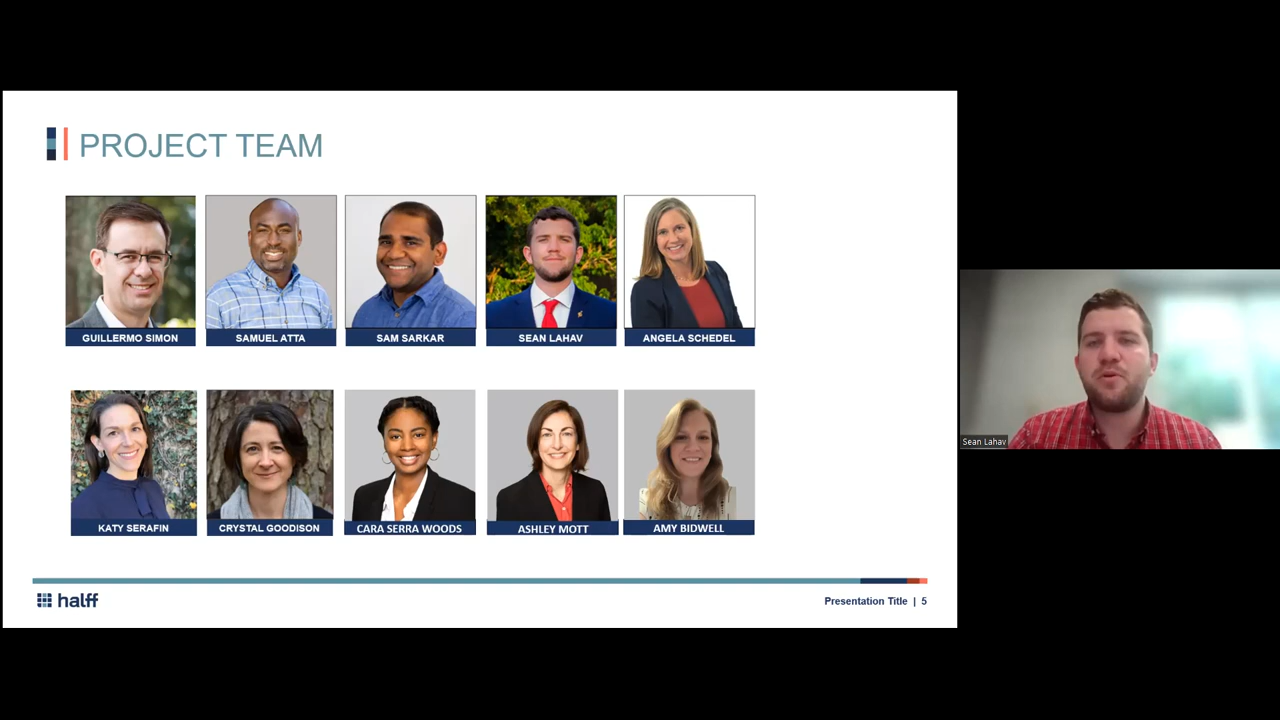 PROJECT TEAM
GUILLERMO SIMON
SAMUEL ATTA
SAM SARKAR
SEAN LAHAV
ANGELA SCHEDEL
KATY SERAFIN
CRYSTAL GOODISON
CARA SERRA WOODS
ASHLEY MOTT
AMY BIDWELL
halff
Presentation Title | 5
Sean Lahav